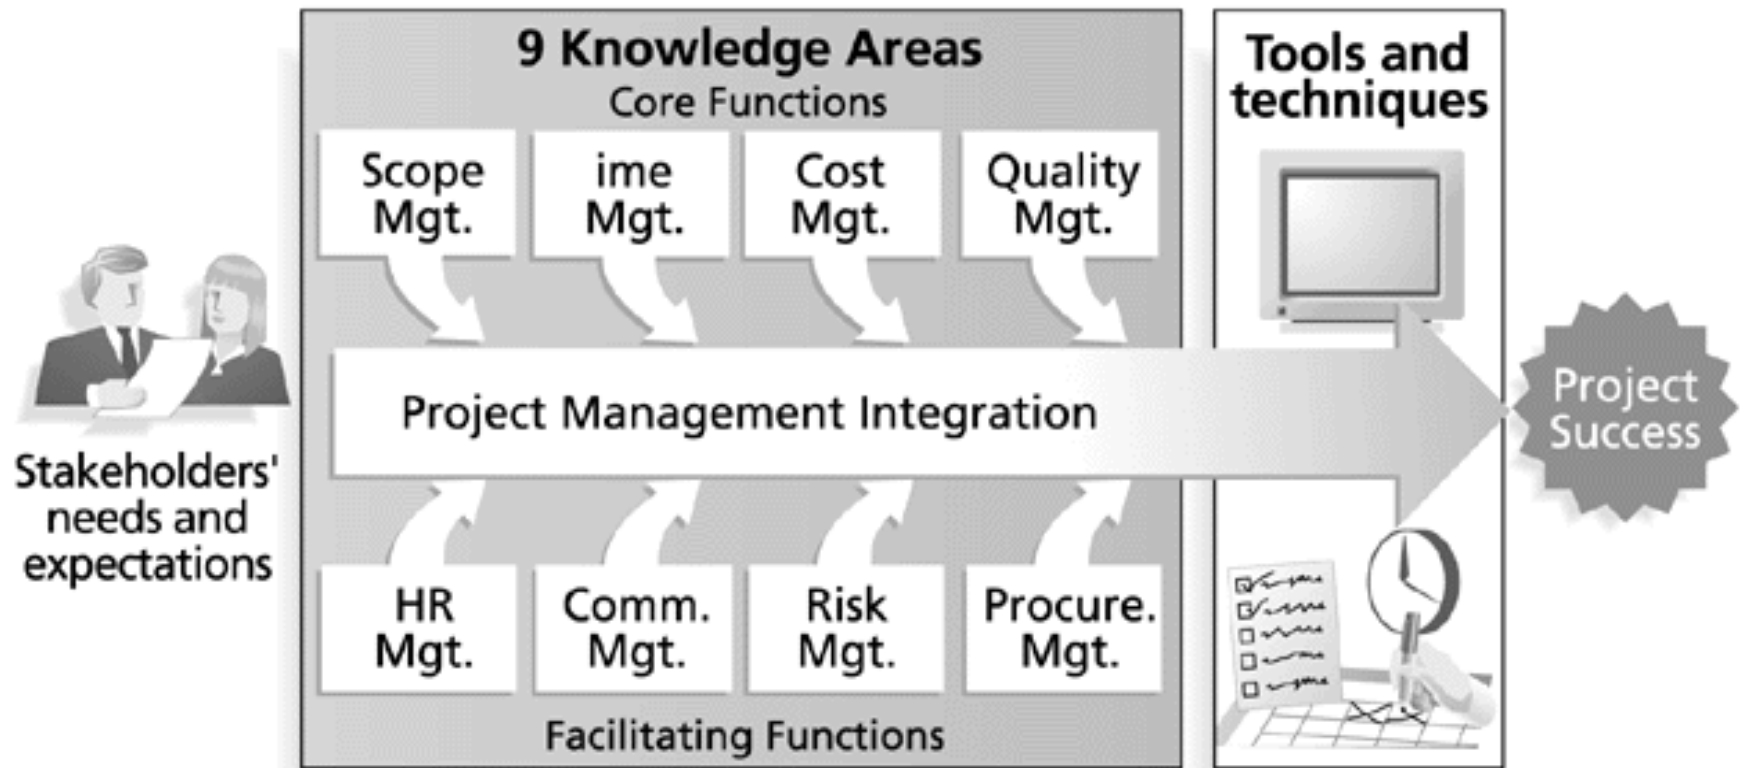 9 Knowledge Areas
Core Functions
Scope
Mgt.
ime
Mgt.
Cost
Mgt.
Quality
Mgt.
Tools and
techniques
Stakeholders'
needs and
expectations
Project Management Integration
Project
Success
HR
Mgt.
Comm.
Mgt.
Risk
Mgt.
Procure.
Mgt.
Facilitating Functions